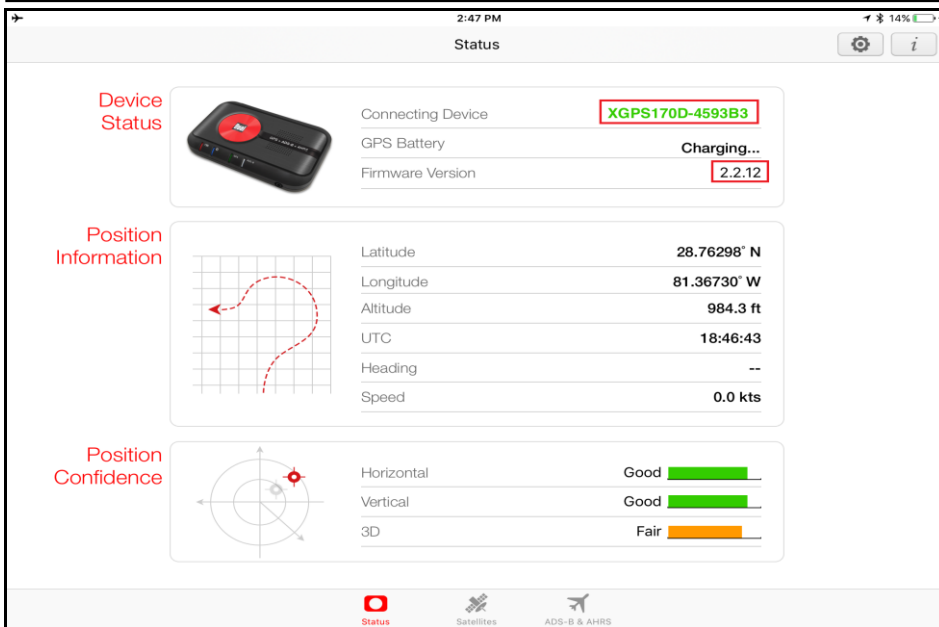 2:47 PM
14%
Status
i
Device
Status
Connecting Device XGPS170D-4593B3
GPS Battery Charging...
Firmware Version 2.2.12
Position
Information
Latitude 28.76298° N
Longitude 81.36730° W
Altitude 984.3 ft
UTC 18:46:43
Heading --
Speed 0.0 kts
Position
Confidence
Horizontal Good
Vertical Good
3D Fair
Status Satellites ADS-B & AHRS